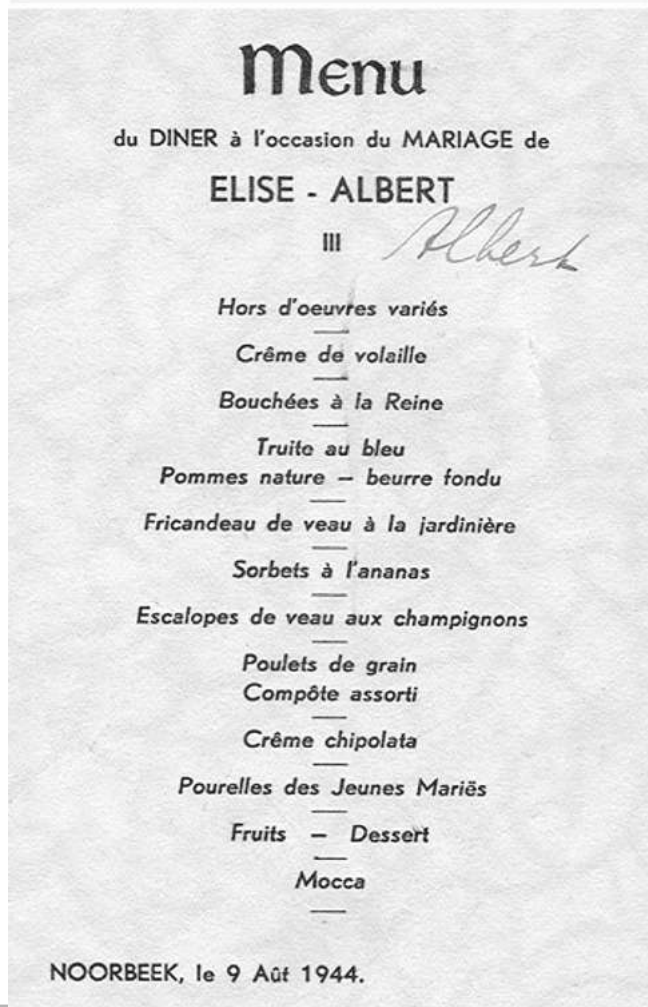 Menu
du DINER à l'occasion du MARIAGE de
ELISE - ALBERT
III
Albert
Hors d'oeuvres variés
Crême de volaille
Bouchées à la Reine
Truite au bleu
Pommes nature – beurre fondu
Fricandeau de veau à la jardinière
Sorbets à l'ananas
Escalopes de veau aux champignons
Poulets de grain
Compôte assorti
Crême chipolata
Pourelles des Jeunes Mariës
Fruits – Dessert
Mocca
NOORBEEK, le 9 Aût 1944.